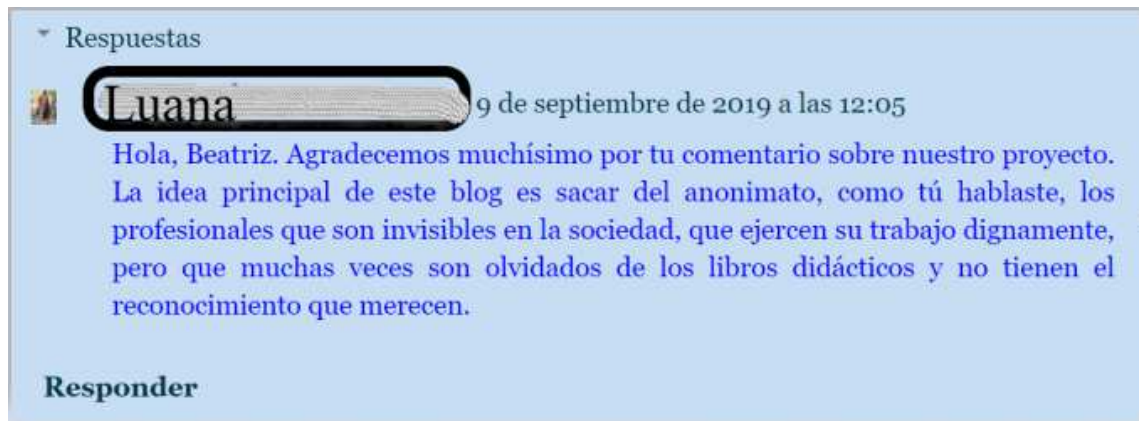 Respuestas
Luana 9 de septiembre de 2019 a las 12:05
Hola, Beatriz. Agradecemos muchísimo por tu comentario sobre nuestro proyecto.
La idea principal de este blog es sacar del anonimato, como tú hablaste, los
profesionales que son invisibles en la sociedad, que ejercen su trabajo dignamente,
pero que muchas veces son olvidados de los libros didácticos y no tienen el
reconocimiento que merecen.
Responder